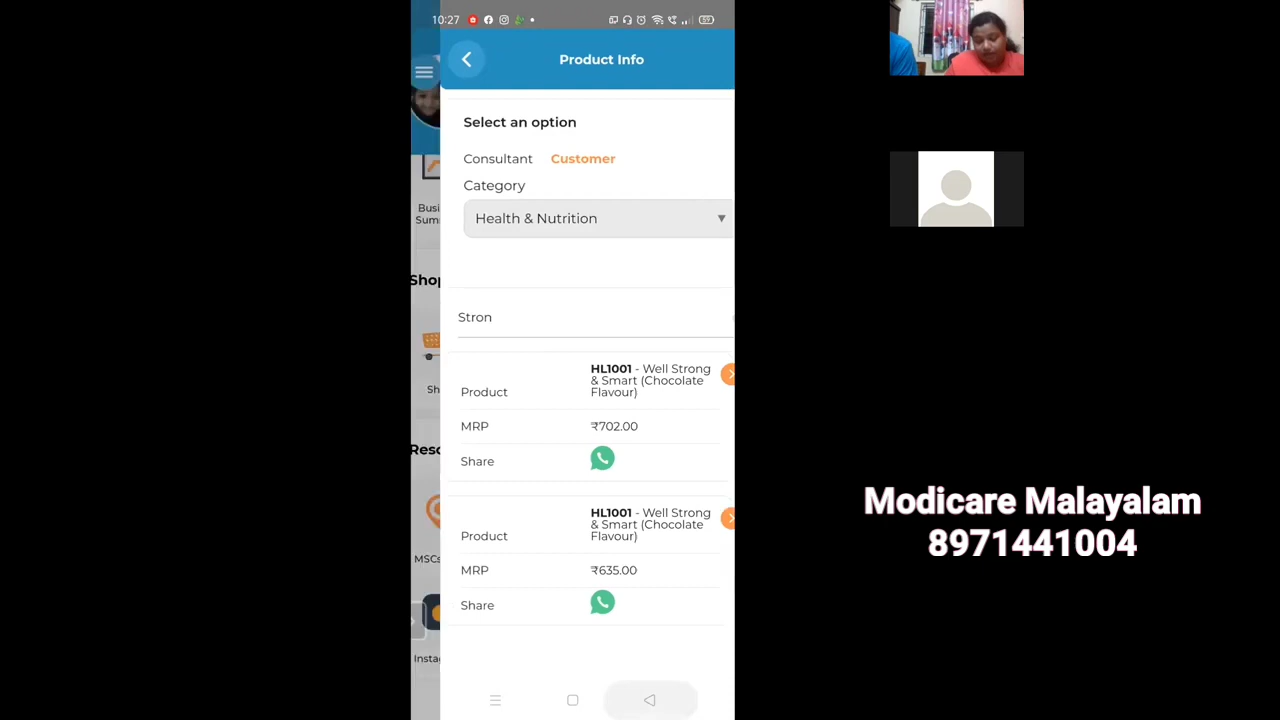 10:27
59
Product Info
Select an option
Consultant Customer
Category
Health & Nutrition
Busi
Sum
Shop
Stron
Sh
HL1001 - Well Strong
& Smart (Chocolate
Flavour)
Product
MRP ₹702.00
Share
Reso
HL1001 - Well Strong
& Smart (Chocolate
Flavour)
Product
MRP ₹635.00
MSCs
Share
Insta
Modicare Malayalam
8971441004